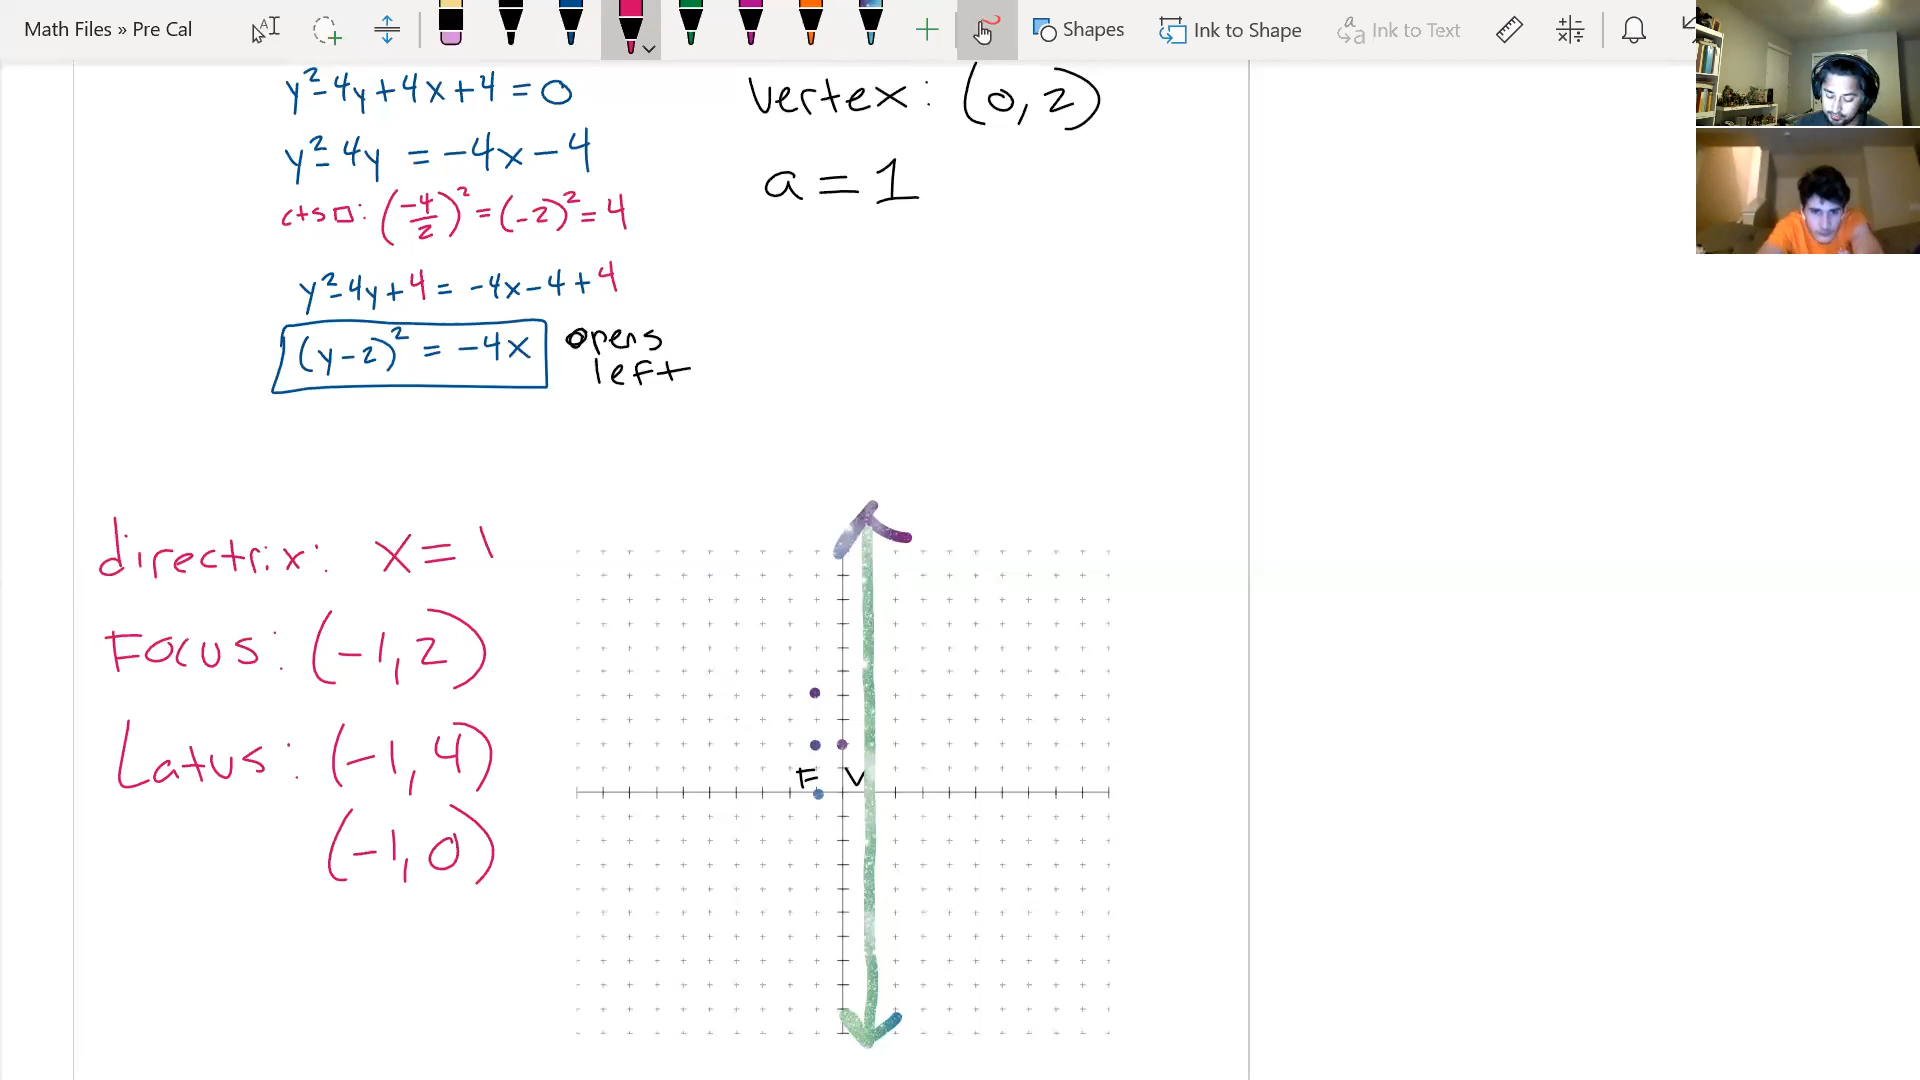 Math Files » Pre Cal
Shapes
Ink to Shape
Ink to Text
y² - 4y + 4x + 4 = 0
y² - 4y = -4x - 4
cts □: (-4/2)² = (-2)² = 4
y² - 4y + 4 = -4x - 4 + 4
(y - 2)² = -4x
opens
left
vertex: (0, 2)
a = 1
directrix: x = 1
Focus: (-1, 2)
Latus: (-1, 4)
(-1, 0)
F V